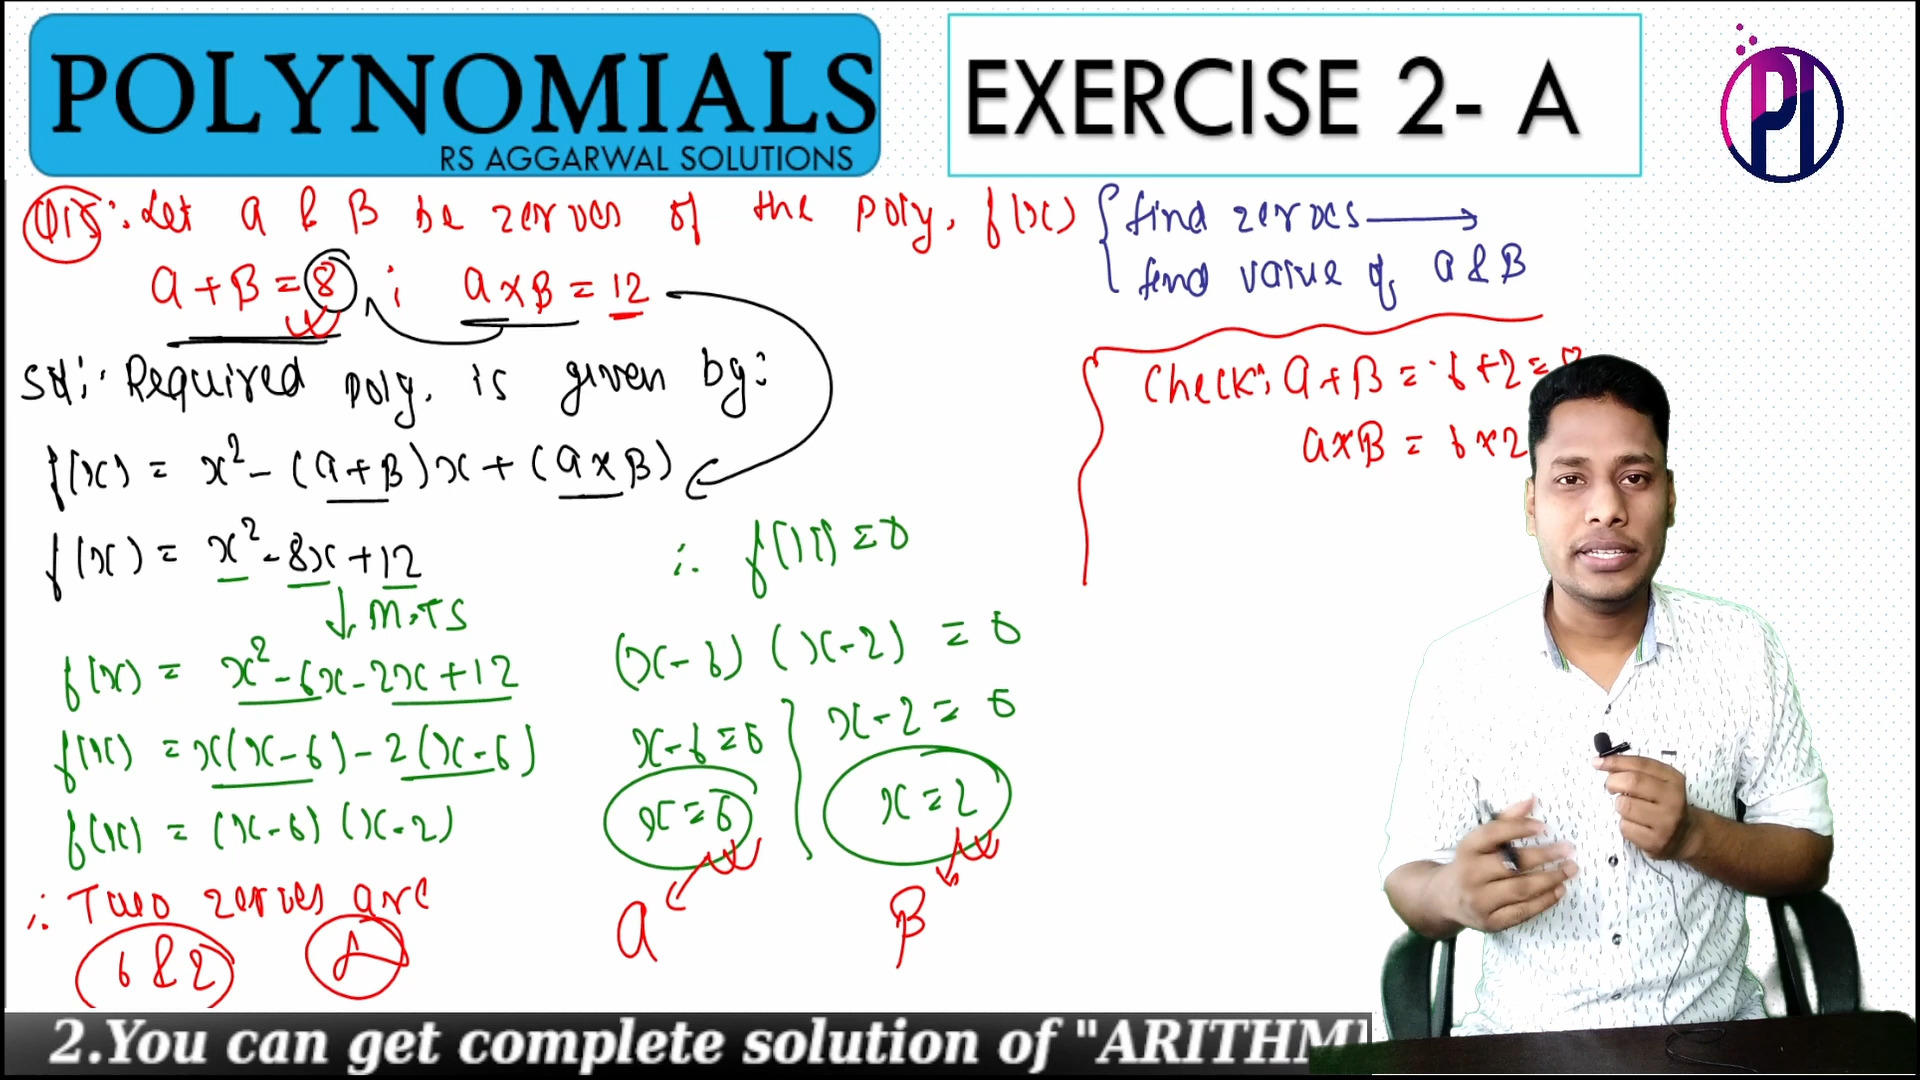 POLYNOMIALS
RS AGGARWAL SOLUTIONS
EXERCISE 2- A
PI
Q15: Let α & β be zeroes of the poly. f(x)
α + β = 8 ; α × β = 12
find zeroes →
find value of α & β
Sol: Required poly. is given by:
f(x) = x² - (α + β)x + (α × β)
f(x) = x² - 8x + 12
↓ M.TS
f(x) = x² - 6x - 2x + 12
f(x) = x(x - 6) - 2(x - 6)
f(x) = (x - 6) (x - 2)
∴ Two zeroes are
6 & 2
∴ f(x) = 0
(x - 6) (x - 2) = 0
x - 6 = 0
x = 6
α
x - 2 = 0
x = 2
β
Check: α + β = 6 + 2 =
α × β = 6 × 2
2.You can get complete solution of "ARITHM